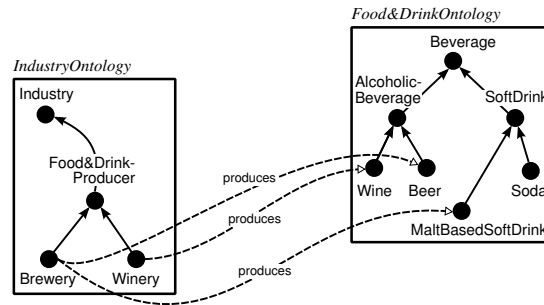 IndustryOntology
Industry
Food&Drink-
Producer
Brewery
Winery
Food&DrinkOntology
Beverage
Alcoholic-
Beverage
SoftDrink
Wine
Beer
Soda
MaltBasedSoftDrink
produces
produces
produces